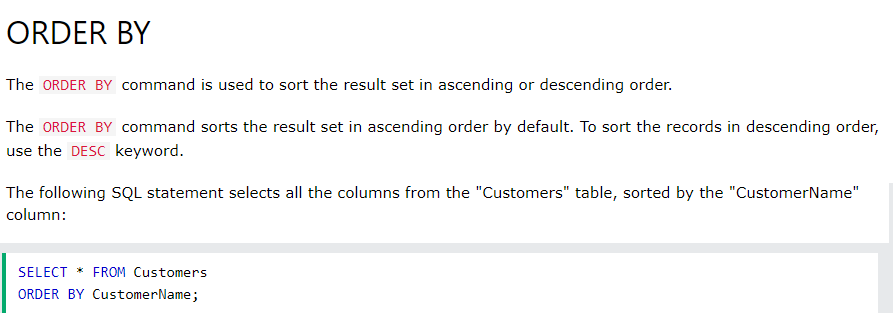 ORDER BY
The ORDER BY command is used to sort the result set in ascending or descending order.
The ORDER BY command sorts the result set in ascending order by default. To sort the records in descending order,
use the DESC keyword.
The following SQL statement selects all the columns from the "Customers" table, sorted by the "CustomerName"
column:
SELECT * FROM Customers
ORDER BY CustomerName;